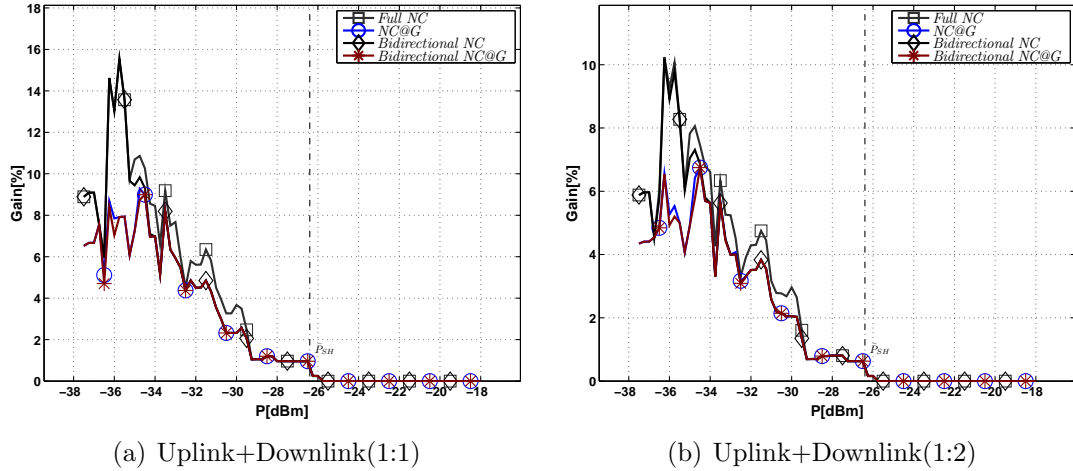 Full NC
NC@G
Bidirectional NC
Bidirectional NC@G
18
16
14
12
10
8
6
4
2
0
Gain[%]
P̄SH
−38 −36 −34 −32 −30 −28 −26 −24 −22 −20 −18
P[dBm]
(a) Uplink+Downlink(1:1)
Full NC
NC@G
Bidirectional NC
Bidirectional NC@G
10
8
6
4
2
0
Gain[%]
P̄SH
−38 −36 −34 −32 −30 −28 −26 −24 −22 −20 −18
P[dBm]
(b) Uplink+Downlink(1:2)